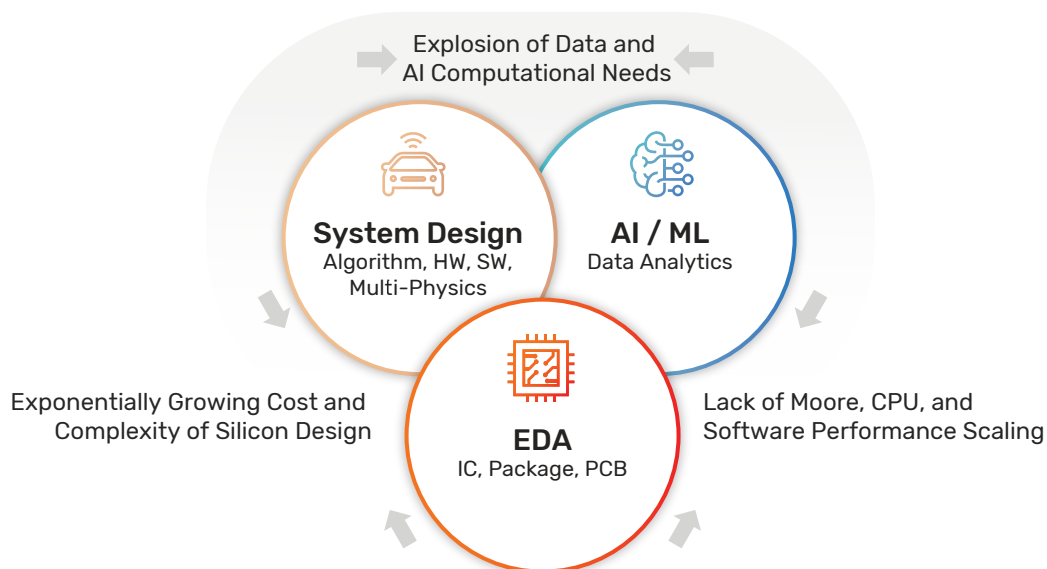 Explosion of Data and
AI Computational Needs
System Design
Algorithm, HW, SW,
Multi-Physics
AI / ML
Data Analytics
Exponentially Growing Cost and
Complexity of Silicon Design
EDA
IC, Package, PCB
Lack of Moore, CPU, and
Software Performance Scaling